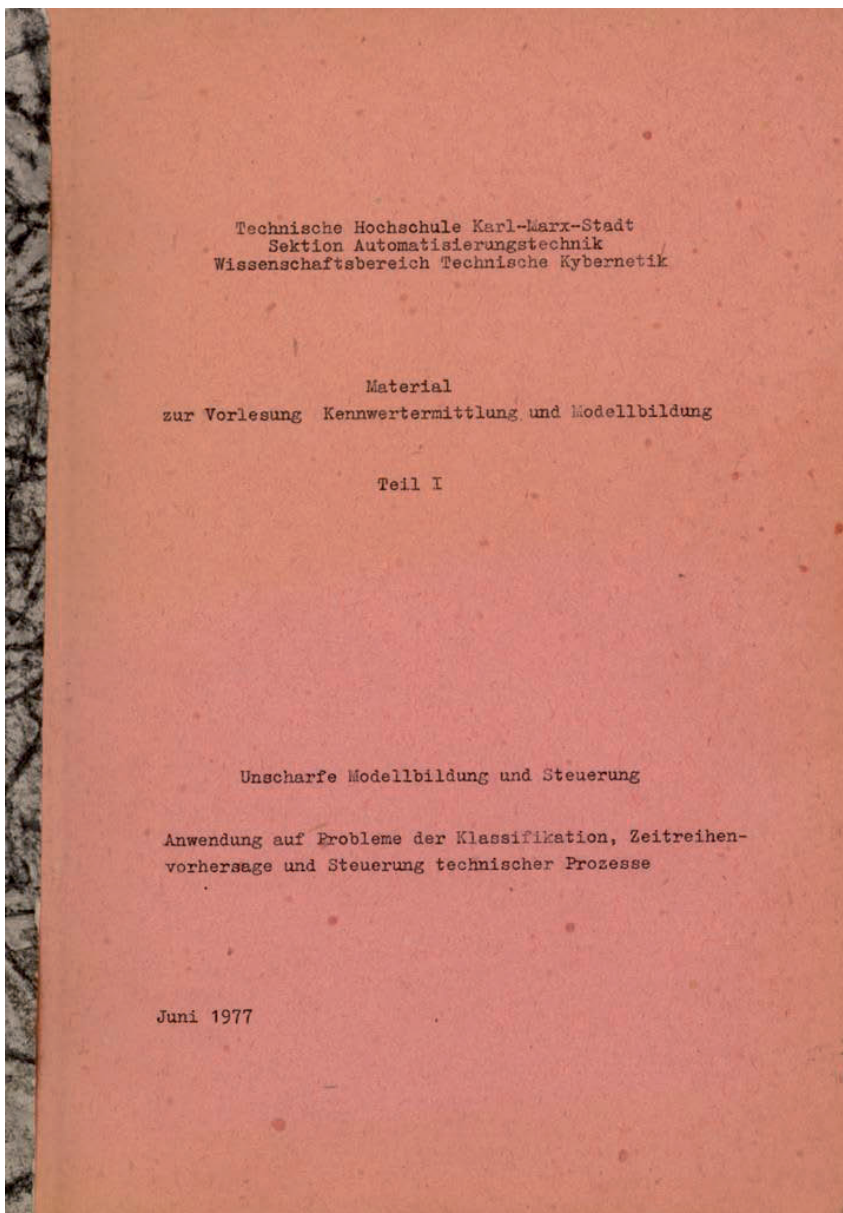 Technische Hochschule Karl-Marx-Stadt
Sektion Automatisierungstechnik
Wissenschaftsbereich Technische Kybernetik
Material
zur Vorlesung Kennwertermittlung und Modellbildung
Teil I
Unscharfe Modellbildung und Steuerung
Anwendung auf Probleme der Klassifikation, Zeitreihen-
vorhersage und Steuerung technischer Prozesse
Juni 1977